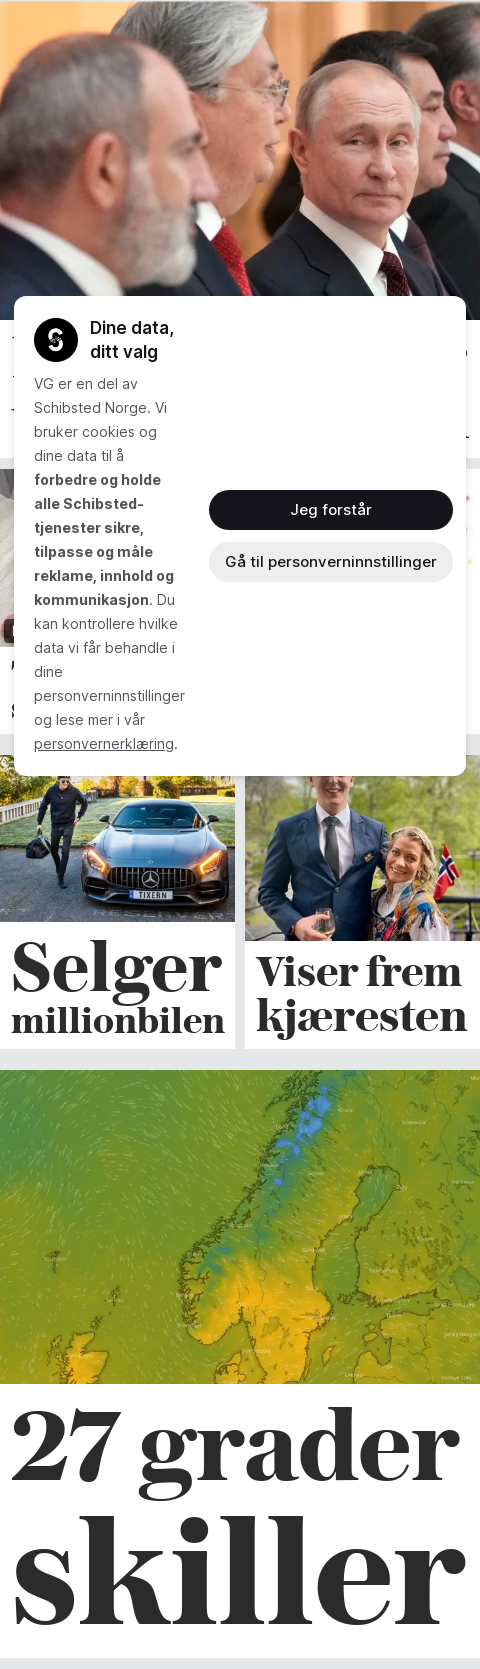 Dine data,
ditt valg
VG er en del av
Schibsted Norge. Vi
bruker cookies og
dine data til å
forbedre og holde
alle Schibsted-
tjenester sikre,
tilpasse og måle
reklame, innhold og
kommunikasjon. Du
kan kontrollere hvilke
data vi får behandle i
dine
personverninnstillinger
og lese mer i vår
personvernerklæring.
Jeg forstår
Gå til personverninnstillinger
TIXERN
Selger
millionbilen
Viser frem
kjæresten
27 grader
skiller